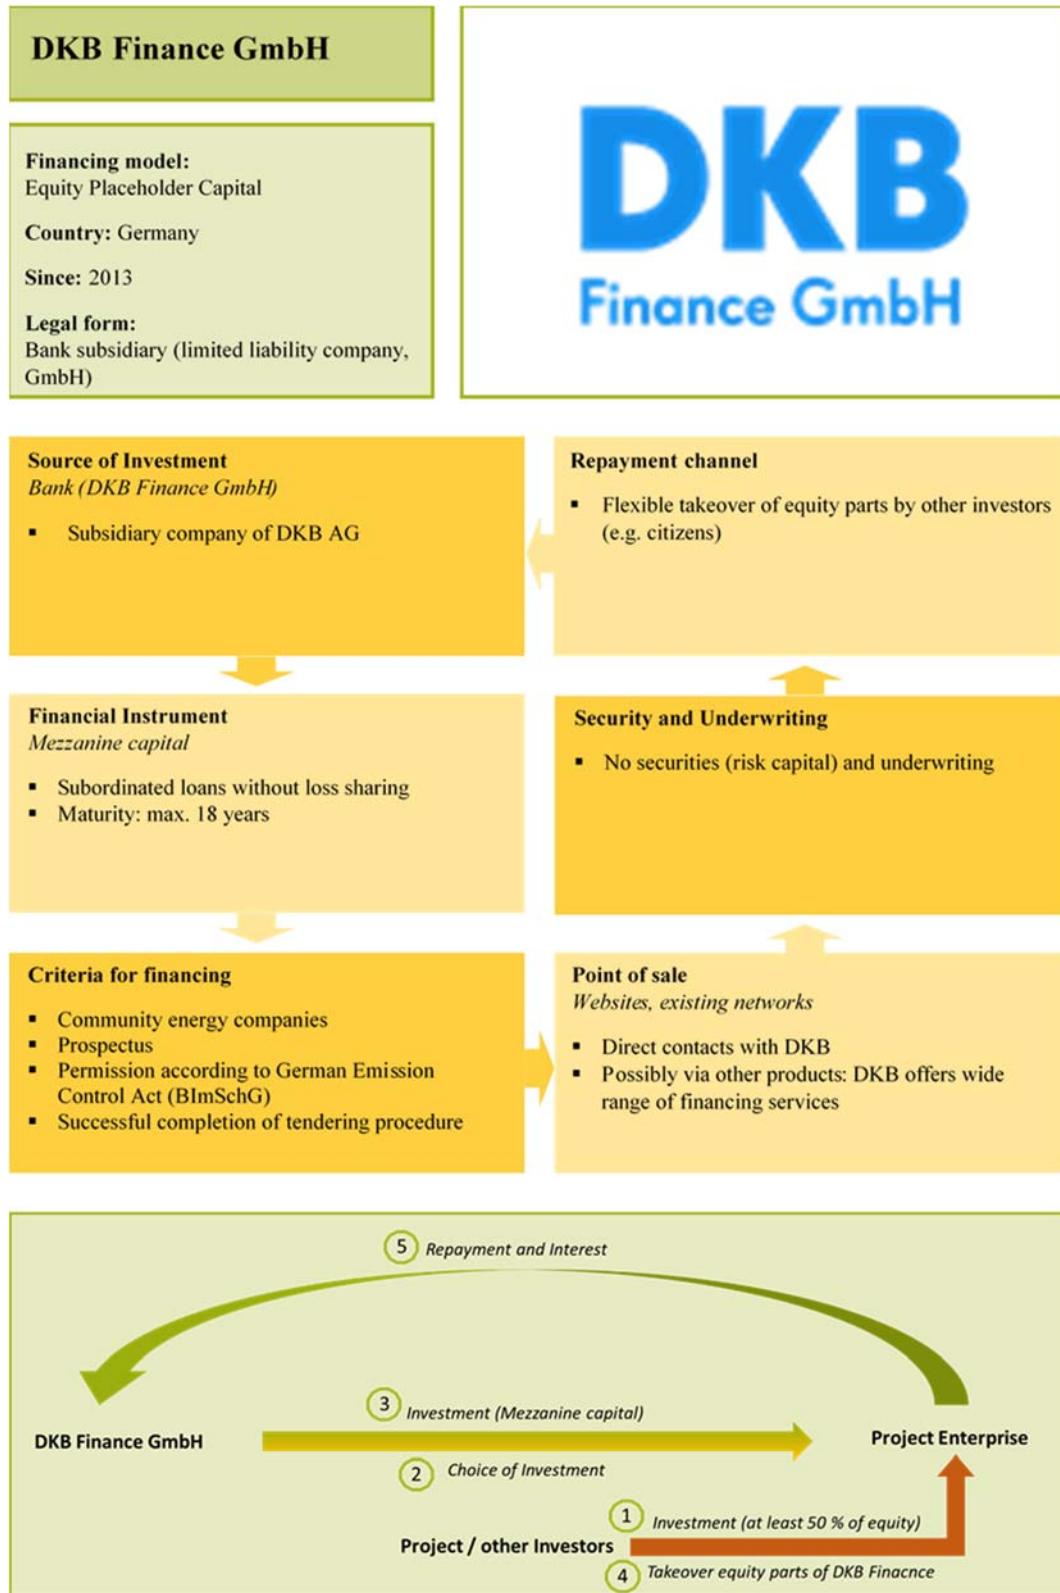 DKB Finance GmbH
DKB
Finance GmbH
Financing model:
Equity Placeholder Capital
Country: Germany
Since: 2013
Legal form:
Bank subsidiary (limited liability company,
GmbH)
Source of Investment
Bank (DKB Finance GmbH)
▪ Subsidiary company of DKB AG
Repayment channel
▪ Flexible takeover of equity parts by other investors
(e.g. citizens)
Financial Instrument
Mezzanine capital
▪ Subordinated loans without loss sharing
▪ Maturity: max. 18 years
Security and Underwriting
▪ No securities (risk capital) and underwriting
Criteria for financing
▪ Community energy companies
▪ Prospectus
▪ Permission according to German Emission
Control Act (BImSchG)
▪ Successful completion of tendering procedure
Point of sale
Websites, existing networks
▪ Direct contacts with DKB
▪ Possibly via other products: DKB offers wide
range of financing services
5 Repayment and Interest
3 Investment (Mezzanine capital)
DKB Finance GmbH
Project Enterprise
2 Choice of Investment
1 Investment (at least 50 % of equity)
Project / other Investors
4 Takeover equity parts of DKB Finacnce